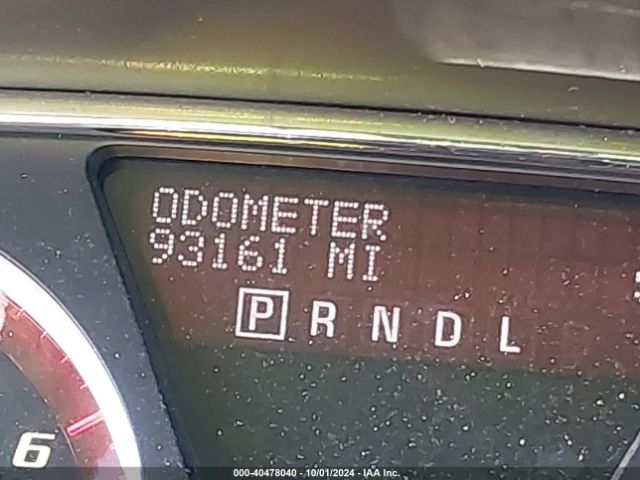 ODOMETER
93161 MI
P R N D L
6
000-40478040 - 10/01/2024 - IAA Inc.